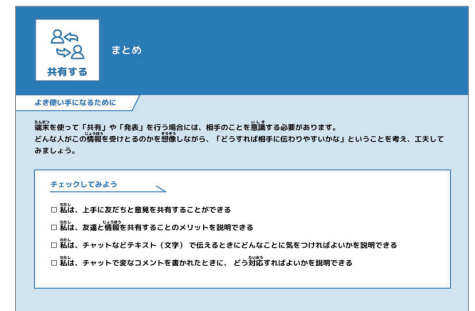 共有する
まとめ
よき使い手になるために
端末を使って「共有」や「発表」を行う場合には、相手のことを意識する必要があります。
どんな人がこの情報を受けとるのかを想像しながら、「どうすれば相手に伝わりやすいかな」ということを考え、工夫して
みましょう。
チェックしてみよう
□ 私は、上手に友だちと意見を共有することができる
□ 私は、友達と情報を共有することのメリットを説明できる
□ 私は、チャットなどテキスト（文字）で伝えるときにどんなことに気をつければよいかを説明できる
□ 私は、チャットで変なコメントを書かれたときに、どう対応すればよいかを説明できる